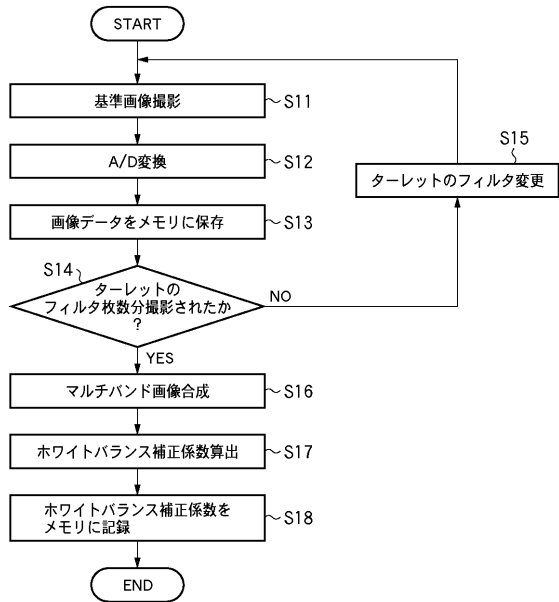 START
基準画像撮影
S11
A/D変換
S12
S15
ターレットのフィルタ変更
画像データをメモリに保存
S13
S14
ターレットの
フィルタ枚数分撮影されたか
?
NO
YES
マルチバンド画像合成
S16
ホワイトバランス補正係数算出
S17
ホワイトバランス補正係数を
メモリに記録
S18
END